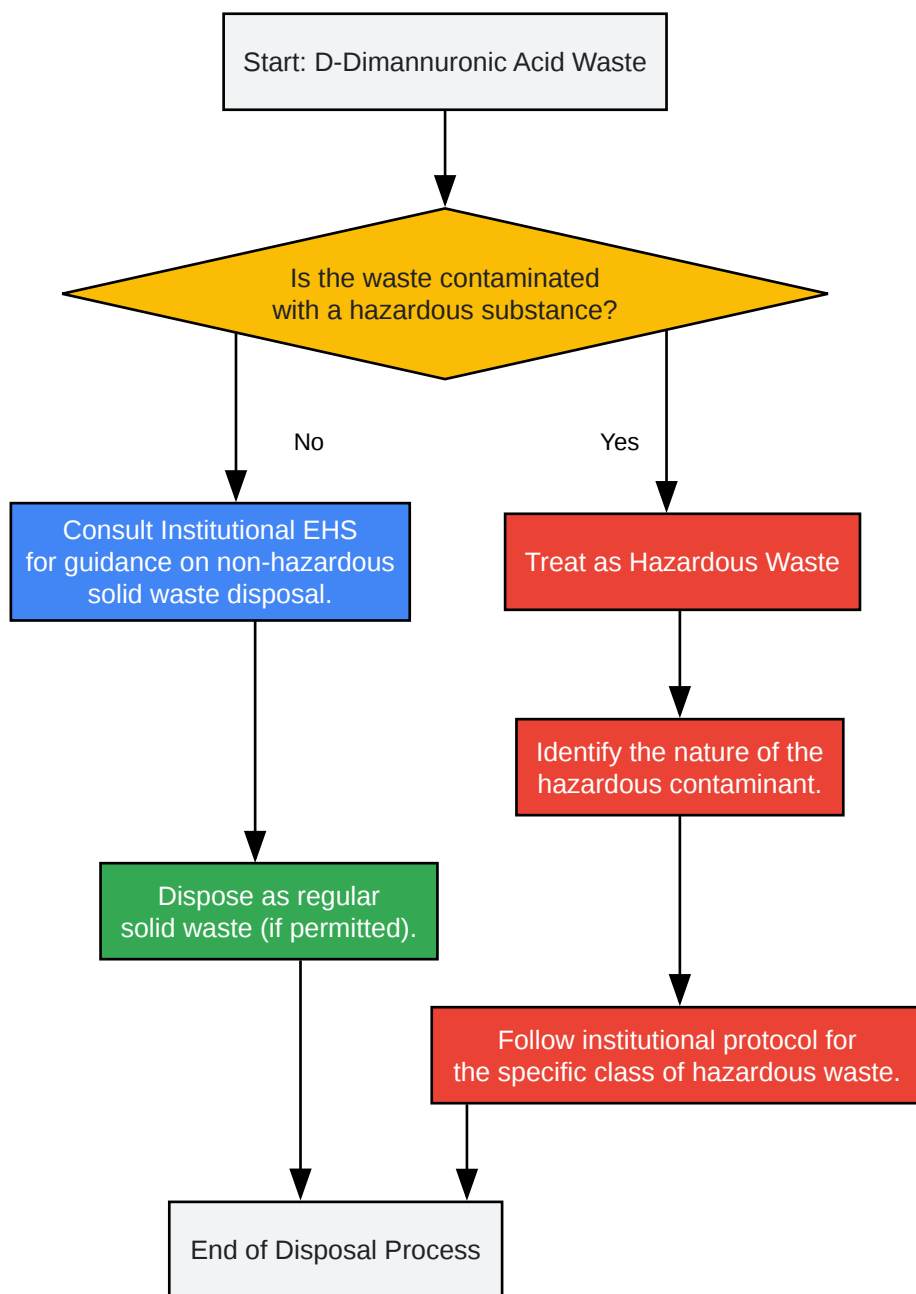 Start: D-Dimannuronic Acid Waste
Is the waste contaminated
with a hazardous substance?
No
Yes
Consult Institutional EHS
for guidance on non-hazardous
solid waste disposal.
Treat as Hazardous Waste
Identify the nature of the
hazardous contaminant.
Dispose as regular
solid waste (if permitted).
Follow institutional protocol for
the specific class of hazardous waste.
End of Disposal Process